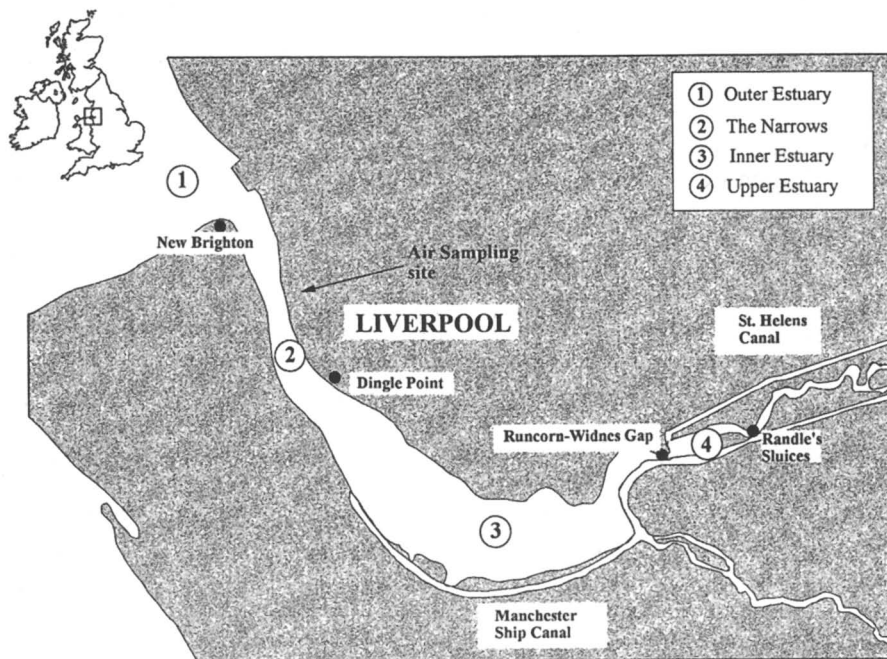 1 Outer Estuary
2 The Narrows
3 Inner Estuary
4 Upper Estuary
1
New Brighton
Air Sampling
site
LIVERPOOL
St. Helens
Canal
2
Dingle Point
Runcorn-Widnes Gap
4
Randle's
Sluices
3
Manchester
Ship Canal